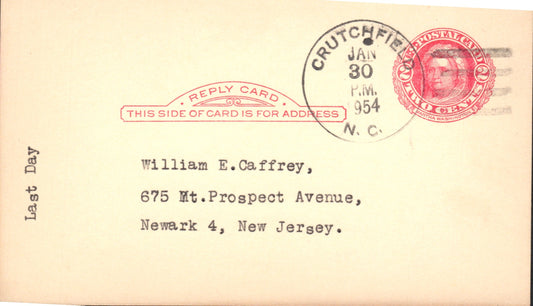 CRUTCHFIELD
JAN
30
P.M.
1954
N. C.
POSTAL CARD
TWO CENTS
REPLY CARD
THIS SIDE OF CARD IS FOR ADDRESS
William E.Caffrey,
675 Mt.Prospect Avenue,
Newark 4, New Jersey.
Last Day